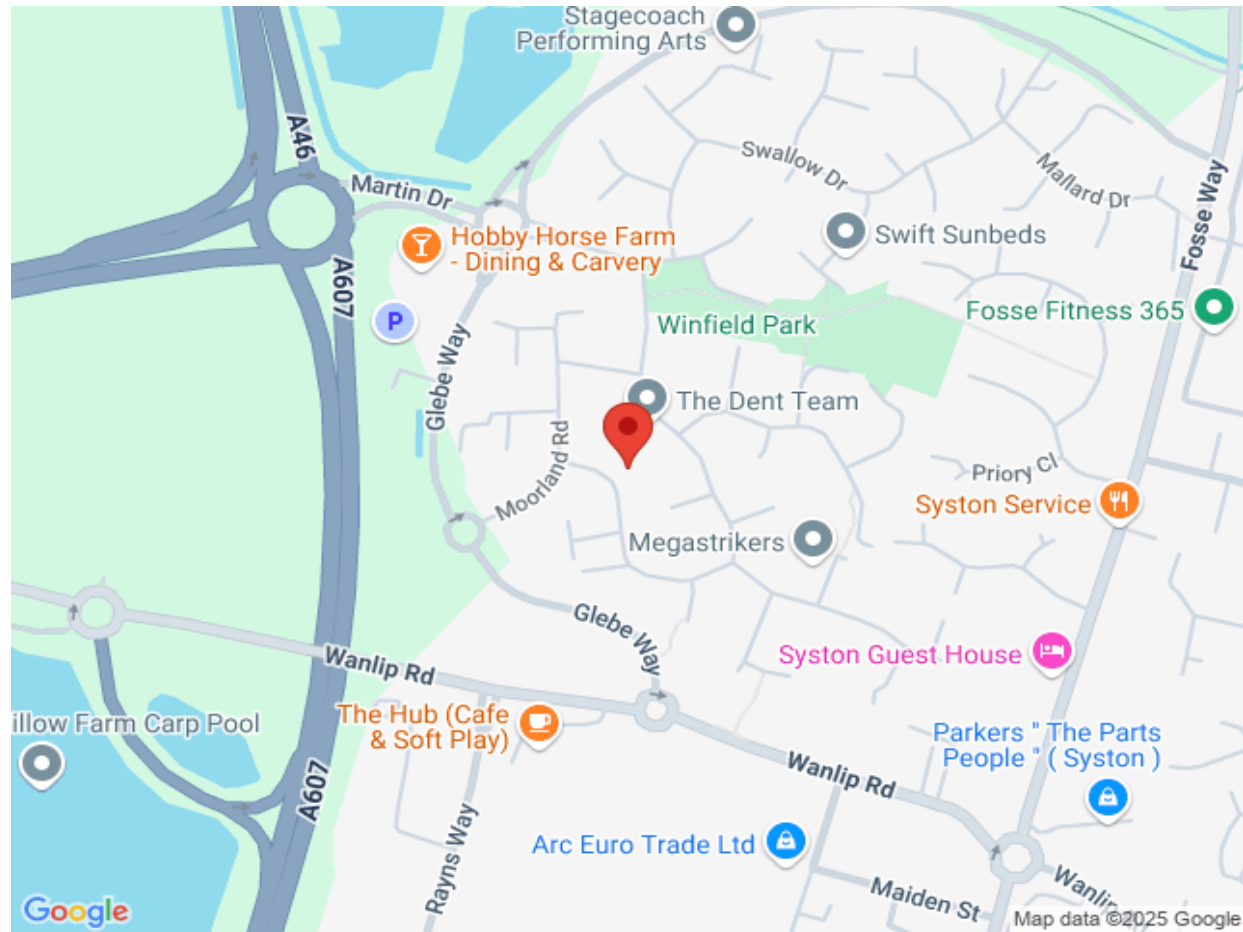 Stagecoach
Performing Arts
A46
Martin Dr
Swallow Dr
Mallard Dr
Fosse Way
Hobby Horse Farm
- Dining & Carvery
Swift Sunbeds
A607
P
Winfield Park
Fosse Fitness 365
Glebe Way
The Dent Team
Moorland Rd
Priory Cl
Syston Service
Megastrikers
Glebe Way
Wanlip Rd
Syston Guest House
illow Farm Carp Pool
The Hub (Cafe
& Soft Play)
Parkers " The Parts
People " ( Syston )
Wanlip Rd
A607
Arc Euro Trade Ltd
Rayns Way
Maiden St
Wanlip
Google
Map data ©2025 Google